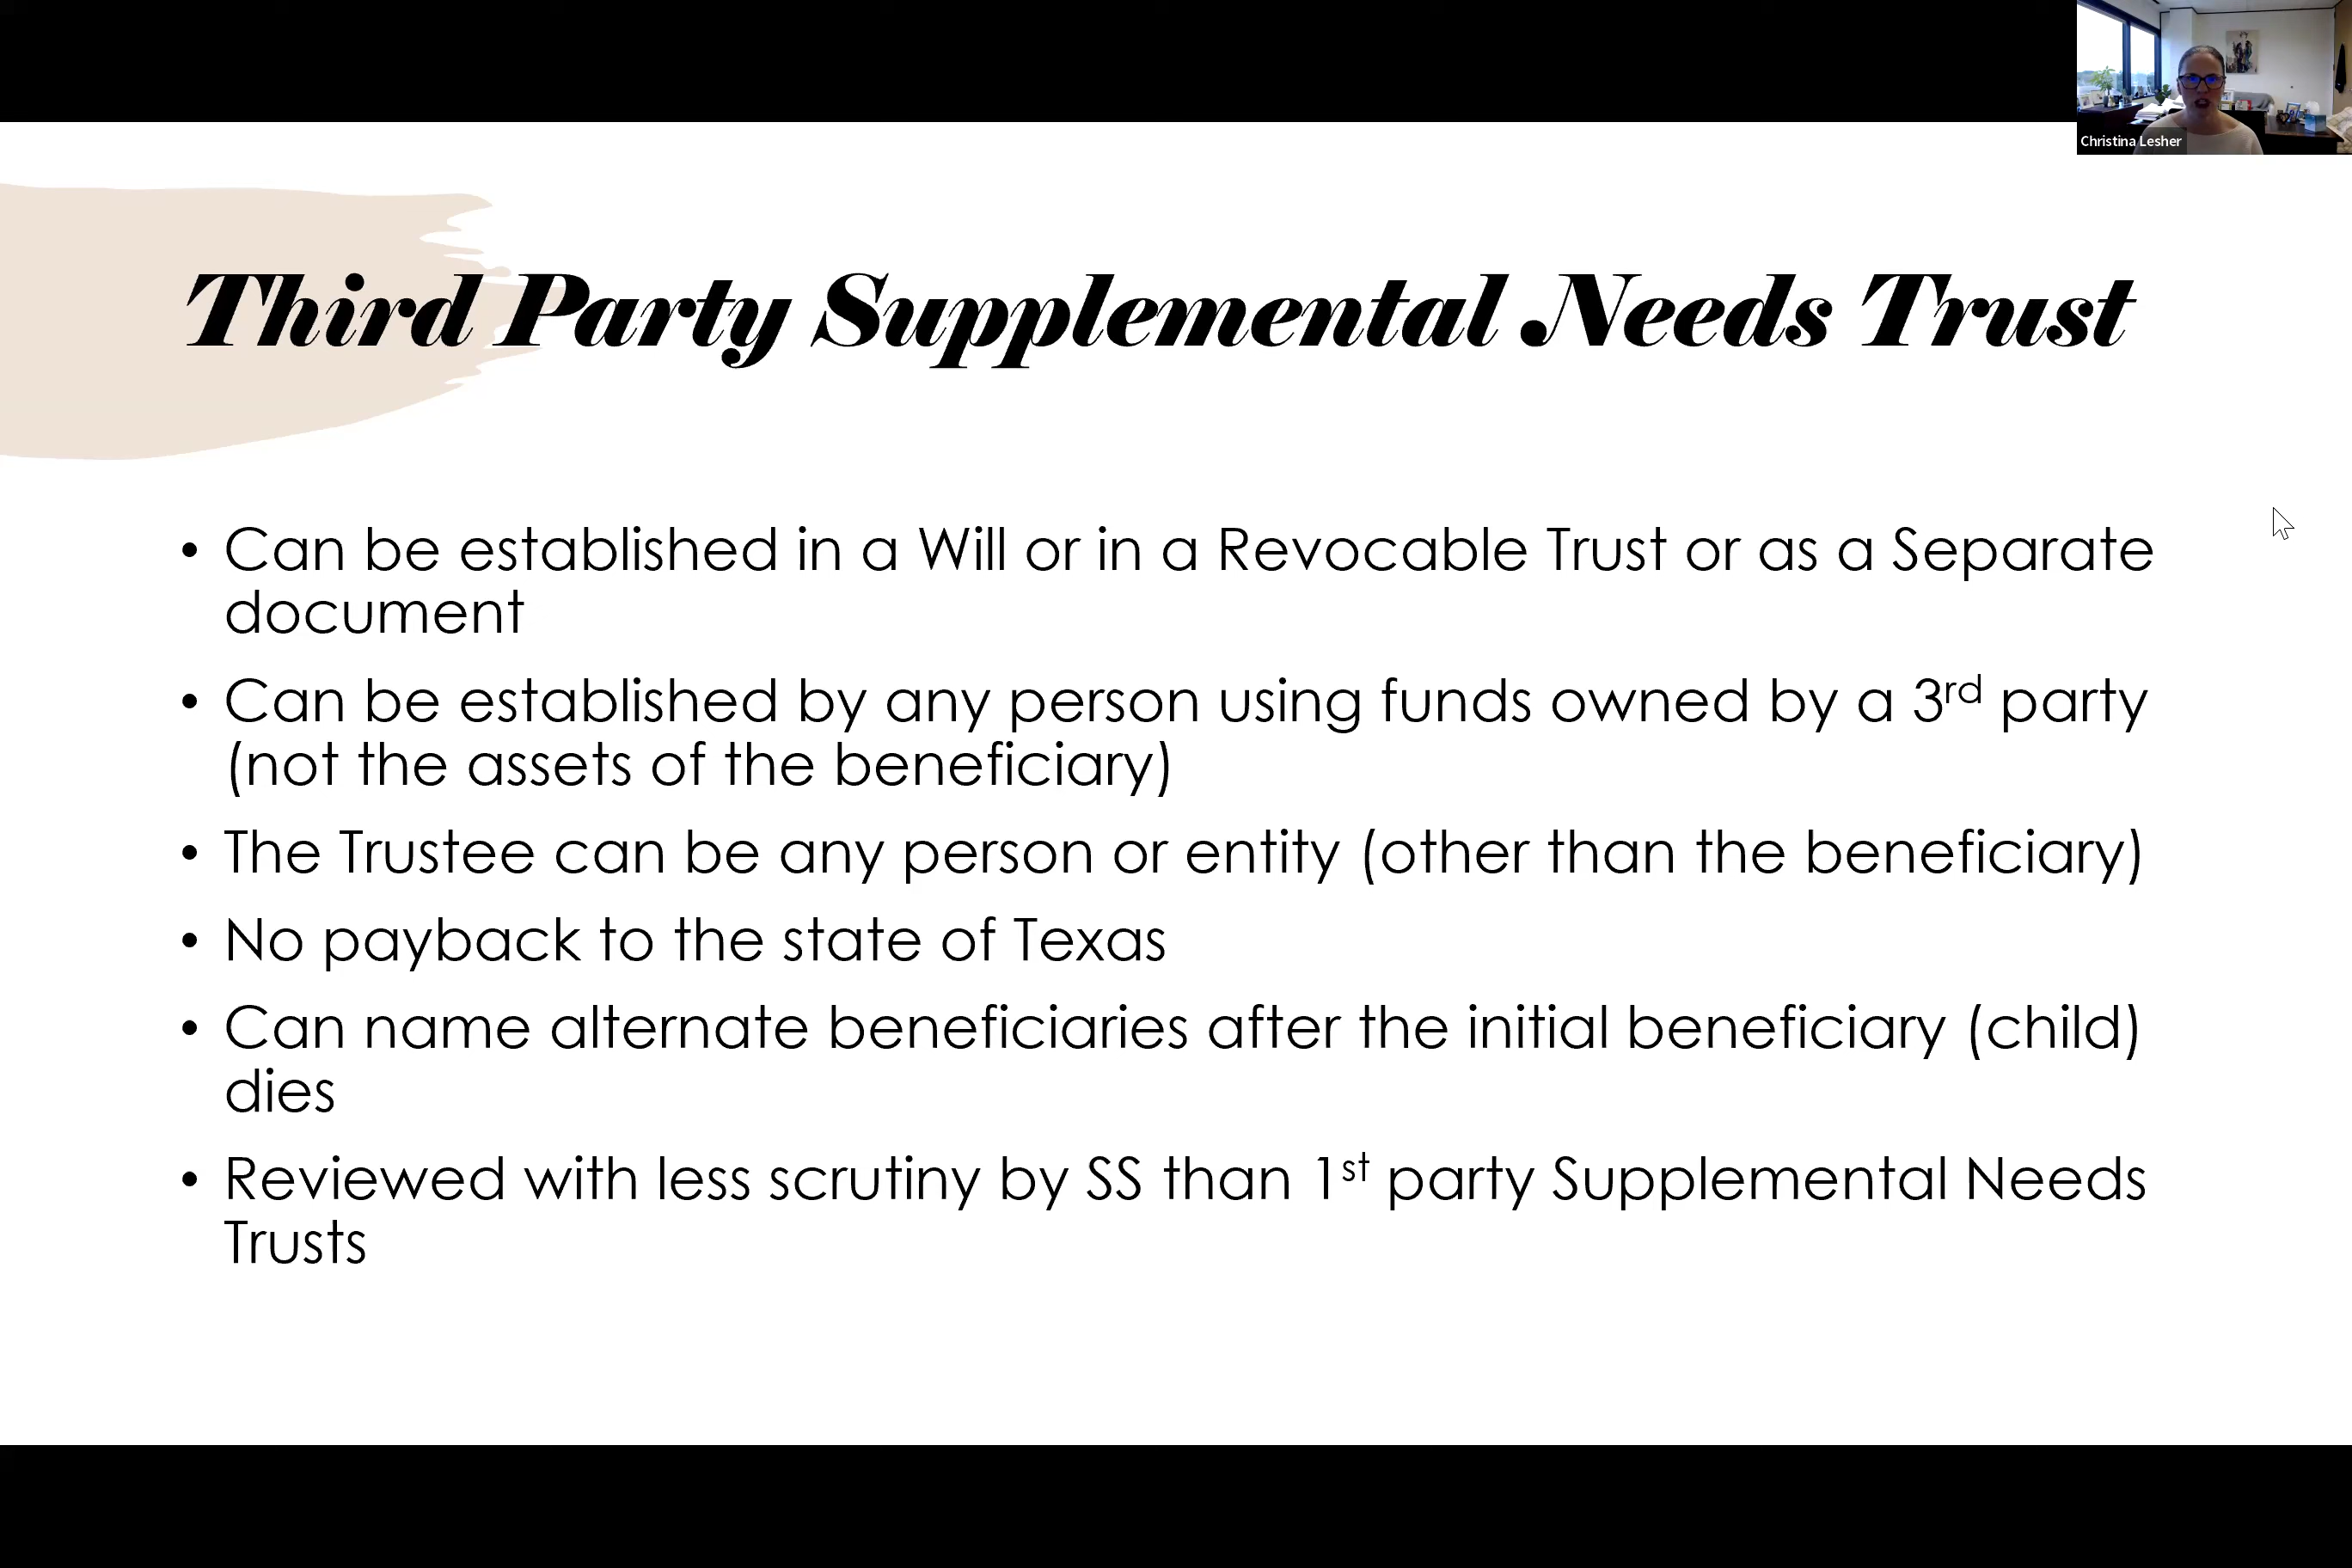 Christina Lesher
Third Party Supplemental Needs Trust
• Can be established in a Will or in a Revocable Trust or as a Separate
document
• Can be established by any person using funds owned by a 3rd party
(not the assets of the beneficiary)
• The Trustee can be any person or entity (other than the beneficiary)
• No payback to the state of Texas
• Can name alternate beneficiaries after the initial beneficiary (child)
dies
• Reviewed with less scrutiny by SS than 1st party Supplemental Needs
Trusts